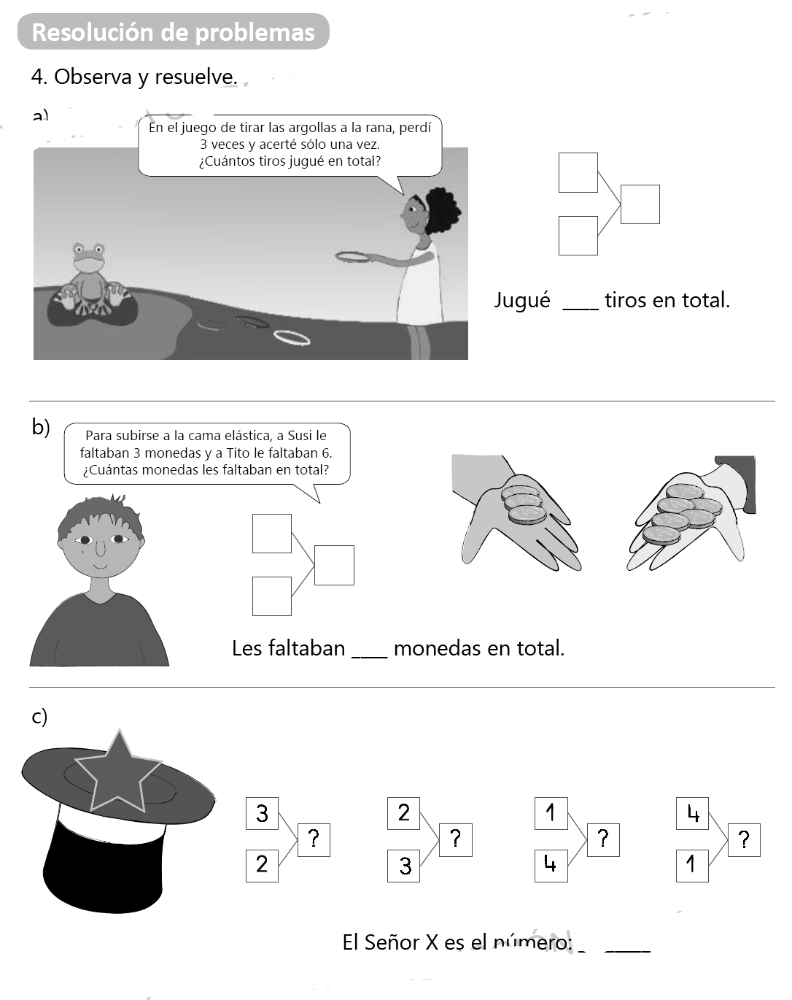 Resolución de problemas
4. Observa y resuelve.
a)
En el juego de tirar las argollas a la rana, perdí
3 veces y acerté sólo una vez.
¿Cuántos tiros jugué en total?
Jugué ____ tiros en total.
b)
Para subirse a la cama elástica, a Susi le
faltaban 3 monedas y a Tito le faltaban 6.
¿Cuántas monedas les faltaban en total?
Les faltaban ____ monedas en total.
c)
3 2 1 4
? ? ? ?
2 3 4 1
El Señor X es el número: ______